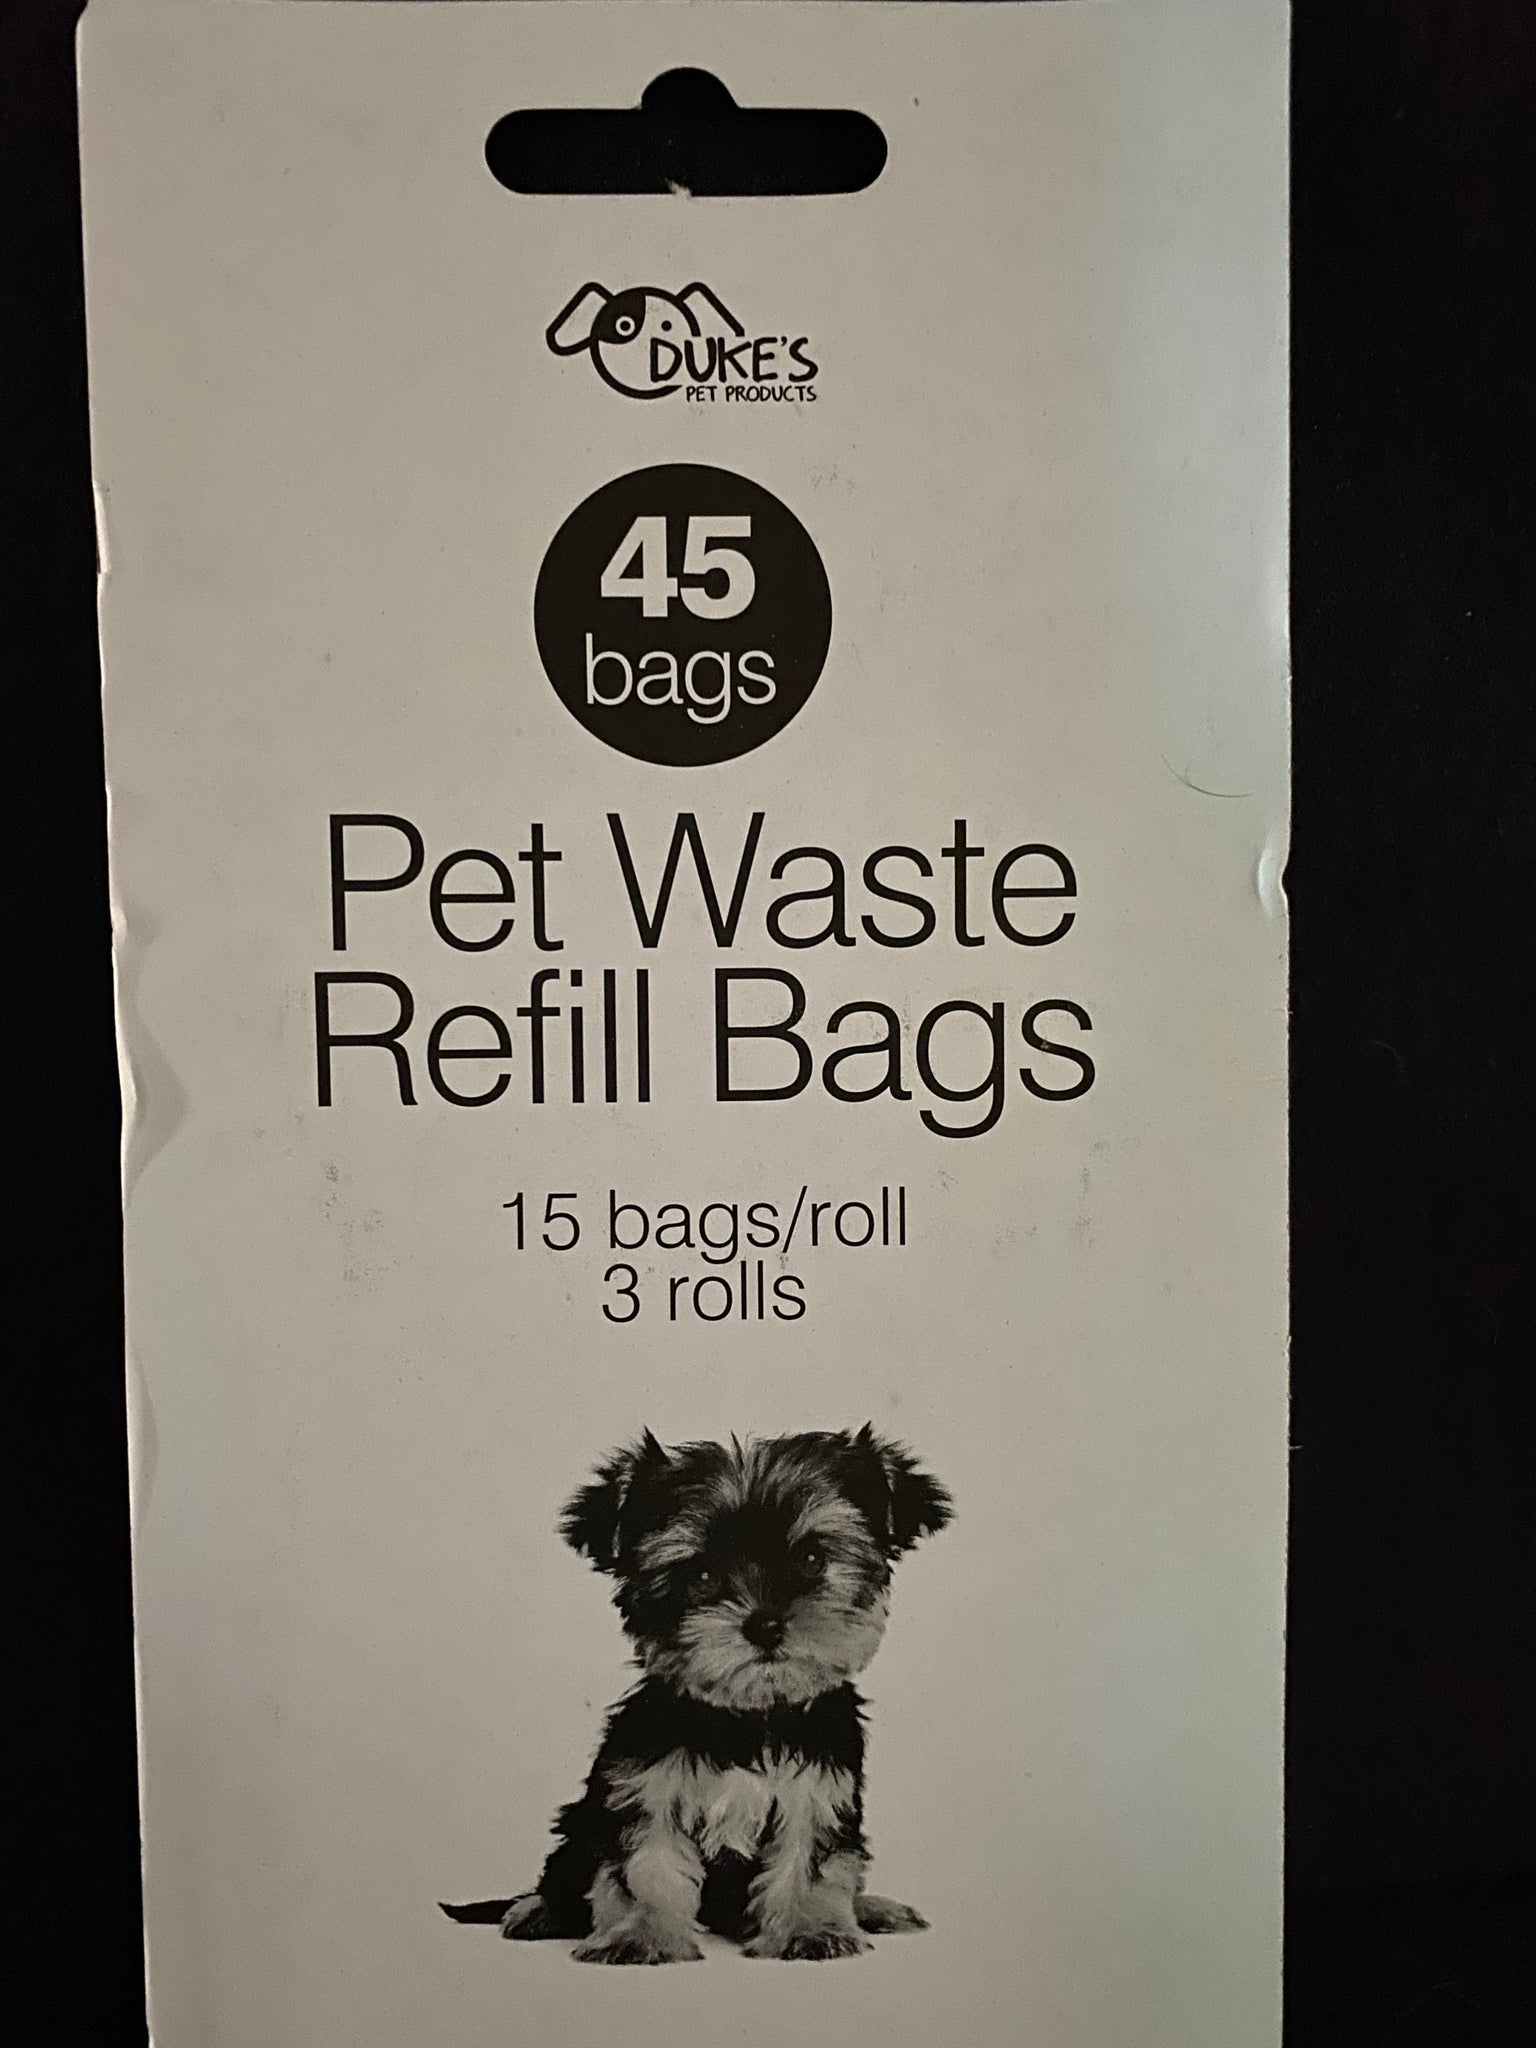 DUKE'S
PET PRODUCTS
45
bags
Pet Waste
Refill Bags
15 bags/roll
3 rolls